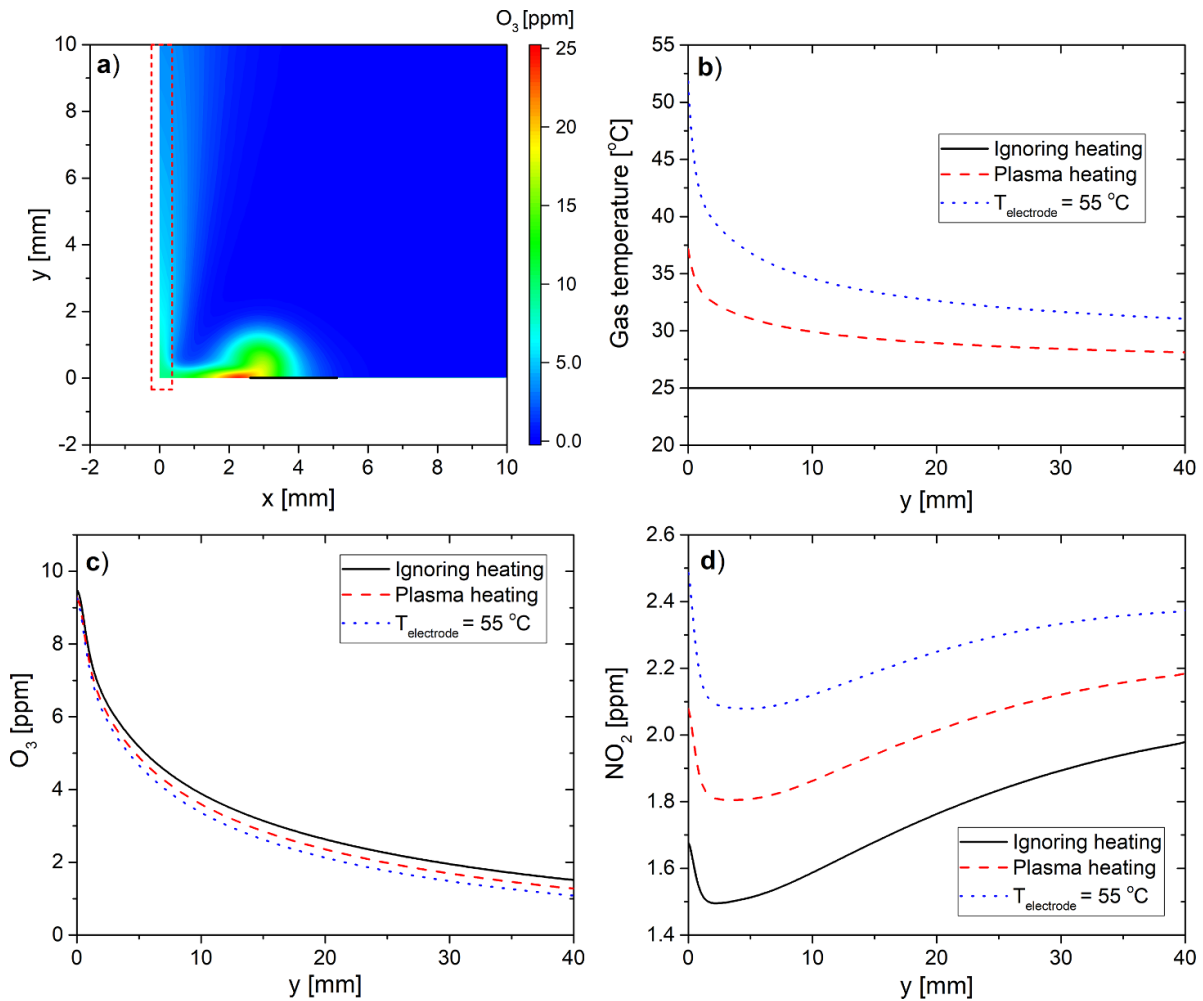 O3 [ppm]
a)
10
8
6
4
2
0
-2
y [mm]
-2
0
2
4
6
8
10
x [mm]
25
20
15
10
5.0
0.0
b)
55
50
45
40
35
30
25
20
Gas temperature [oC]
Ignoring heating
Plasma heating
Telectrode = 55 oC
0
10
20
30
40
y [mm]
c)
10
8
6
4
2
0
O3 [ppm]
Ignoring heating
Plasma heating
Telectrode = 55 oC
0
10
20
30
40
y [mm]
d)
2.6
2.4
2.2
2.0
1.8
1.6
1.4
NO2 [ppm]
Ignoring heating
Plasma heating
Telectrode = 55 oC
0
10
20
30
40
y [mm]